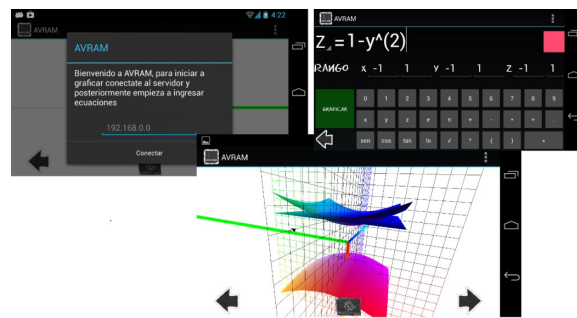 4:22
AVRAM
AVRAM
Bienvenido a AVRAM, para iniciar a
graficar conectate al servidor y
posteriormente empieza a ingresar
ecuaciones
192.168.0.0
Conectar
AVRAM
Z =1-y^(2)
RANGO x -1 1 y -1 1 z -1 1
GRAFICAR
0 1 2 3 4 5 6 7 8 9
x y z e π + - * ÷ .
sen cos tan ln √ ^ ( )
AVRAM